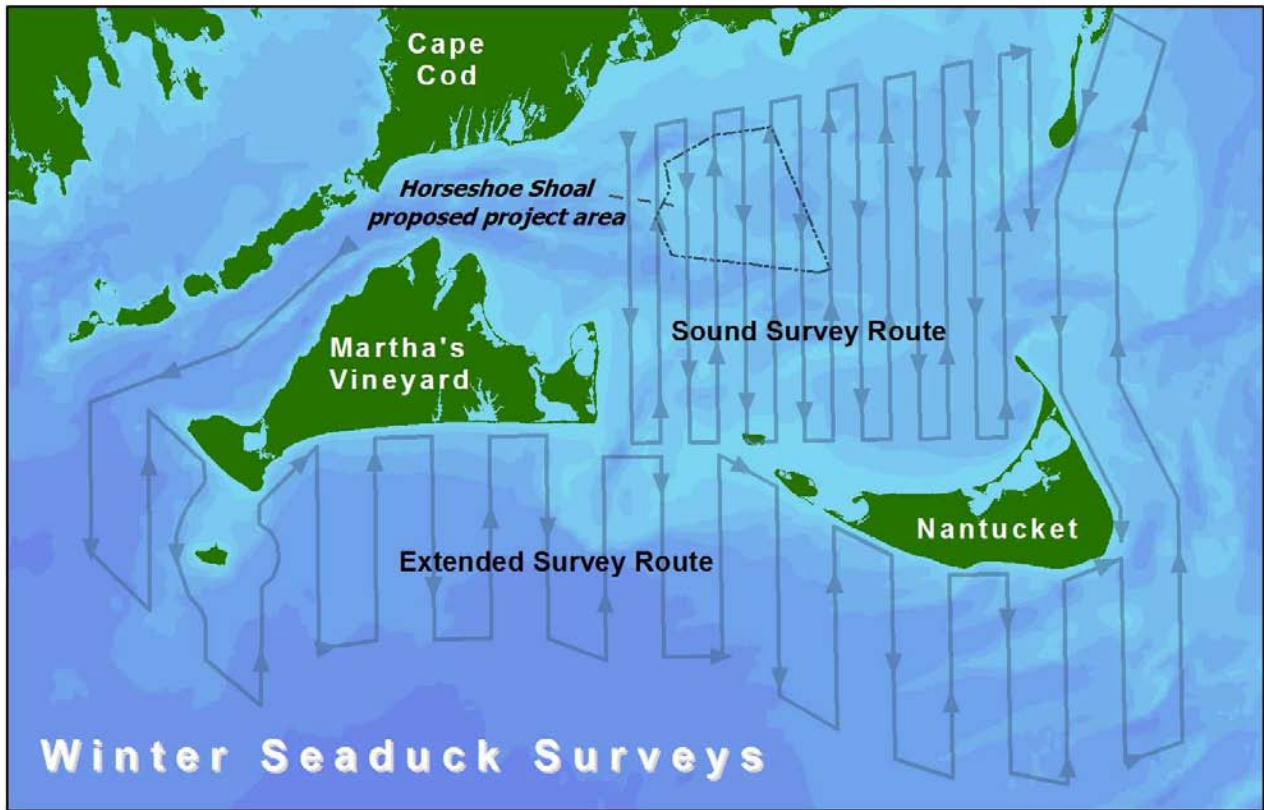 Cape
Cod
Horseshoe Shoal
proposed project area
Sound Survey Route
Martha's
Vineyard
Nantucket
Extended Survey Route
Winter Seaduck Surveys